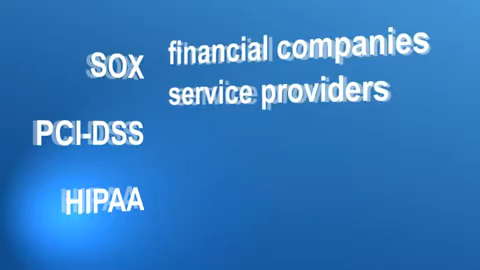 SOX
financial companies
service providers
PCI-DSS
HIPAA